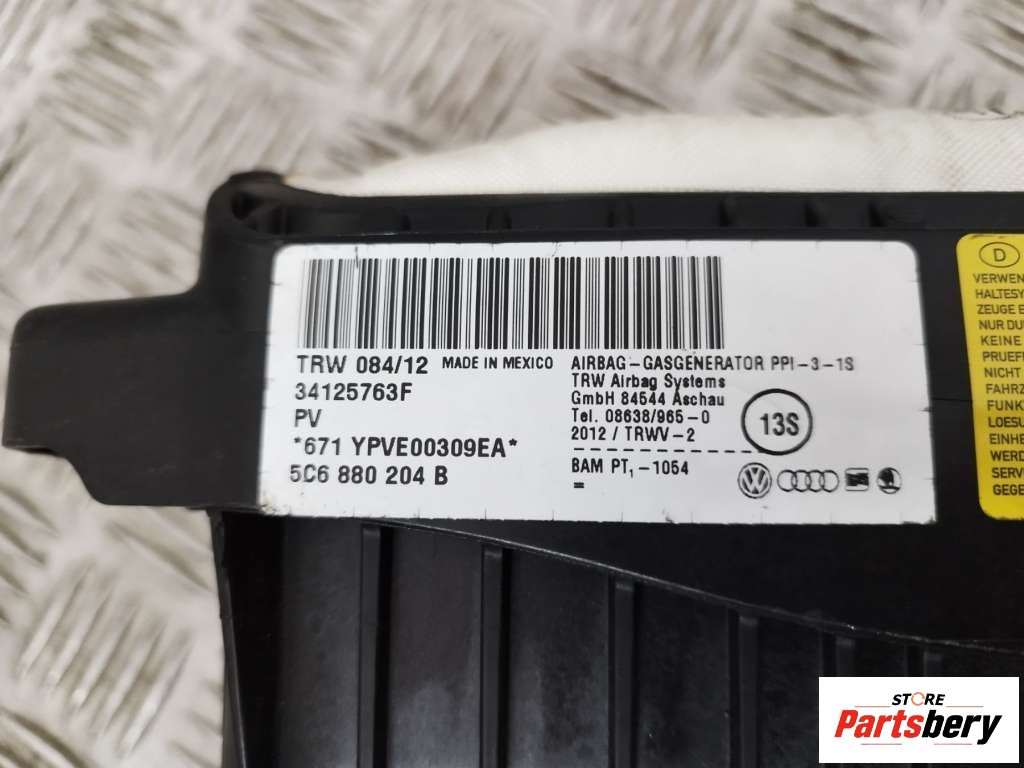 TRW 084/12 MADE IN MEXICO
34125763F
PV
*671 YPVE00309EA*
5C6 880 204 B
AIRBAG-GASGENERATOR PPI-3-1S
TRW Airbag Systems
GmbH 84544 Aschau
Tel. 08638/965-0
2012 / TRWV-2
BAM PT₁-1054
=
13S
D
VERWEN
HALTESY
ZEUGE E
NUR DU
KEINE
PRUEF
NICHT
FAHRZ
FUNK
LOESU
EINHE
WERD
SERV
GEGE
STORE
Partsbery